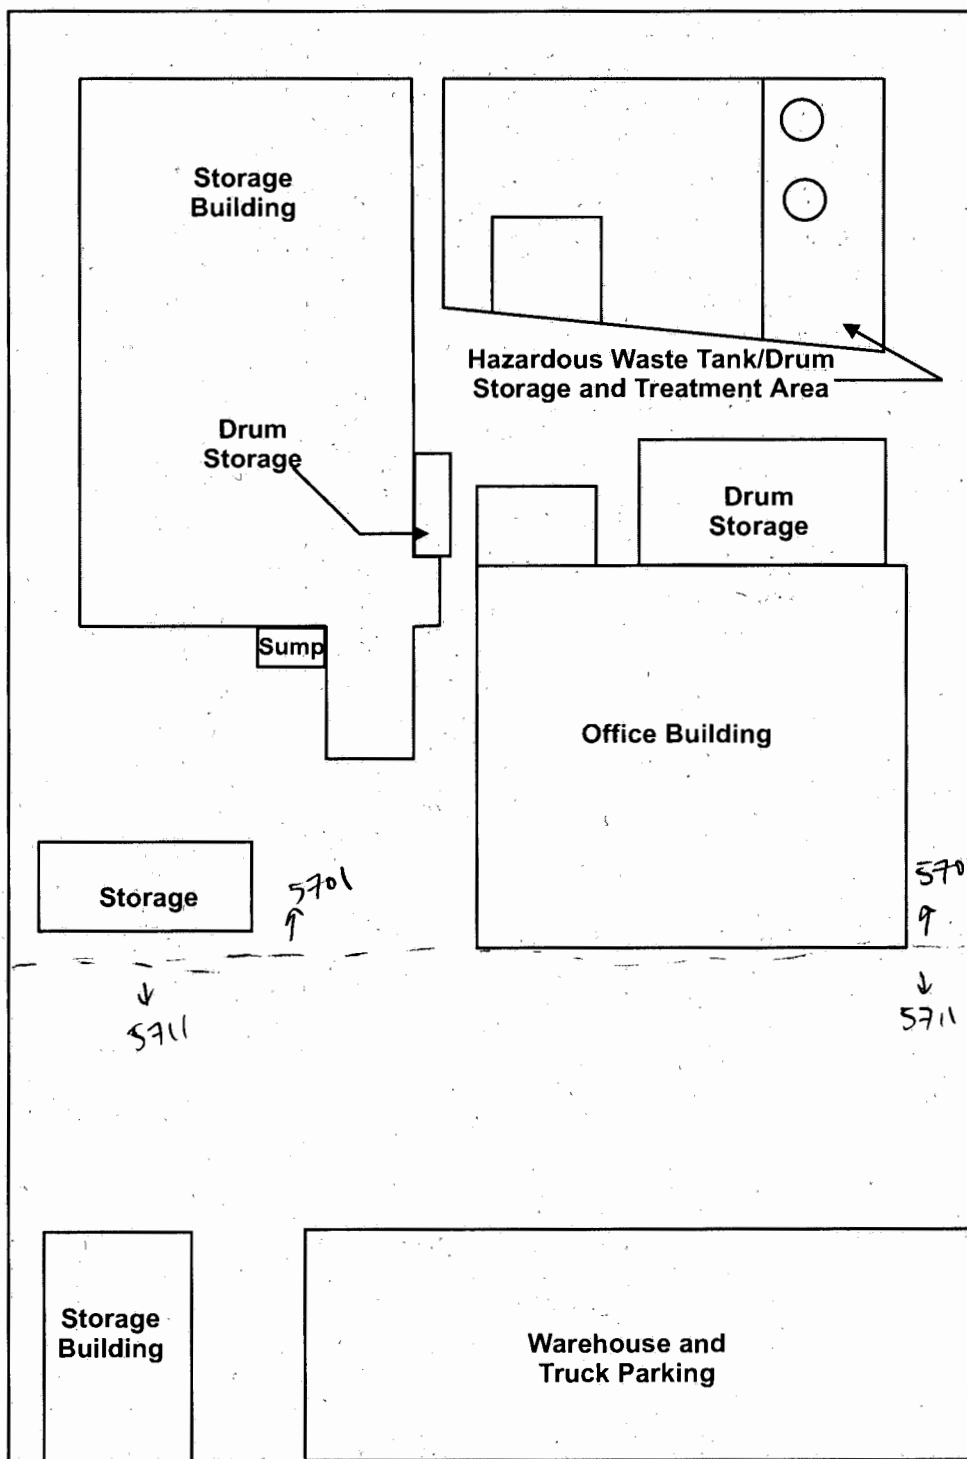 Storage
Building
Hazardous Waste Tank/Drum
Storage and Treatment Area
Drum
Storage
Drum
Storage
Sump
Office Building
Storage
5701
570
5711
5711
Storage
Building
Warehouse and
Truck Parking